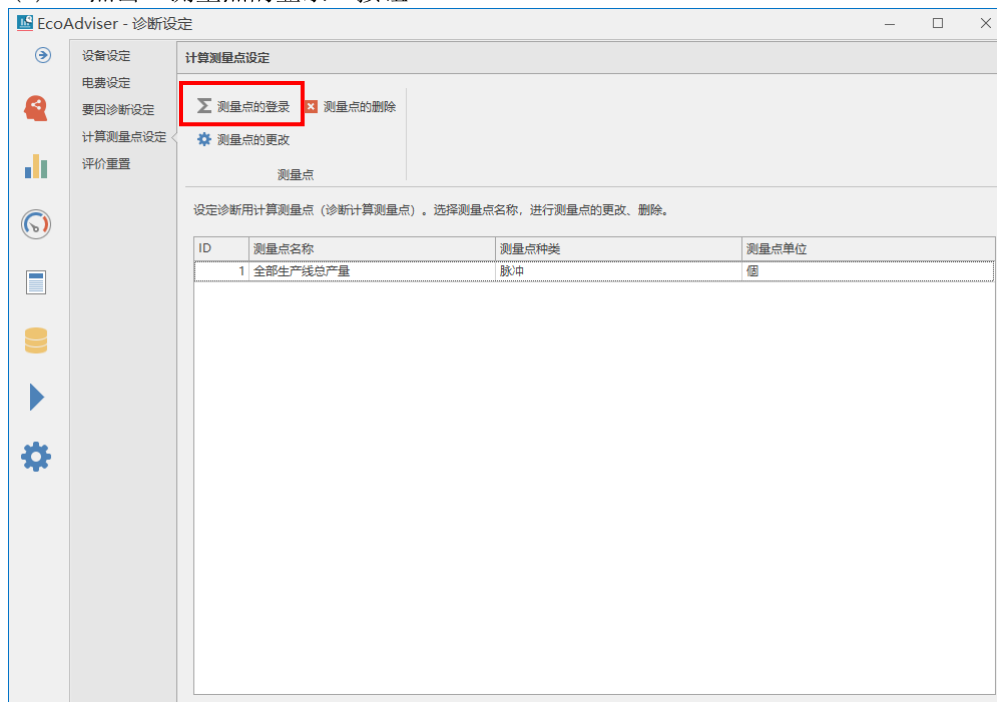 EcoAdviser - 诊断设定
设备设定
电费设定
要因诊断设定
计算测量点设定
评价重置
计算测量点设定
测量点的登录
测量点的删除
测量点的更改
测量点
设定诊断用计算测量点（诊断计算测量点）。选择测量点名称，进行测量点的更改、删除。
ID 测量点名称 测量点种类 测量点单位
1 全部生产线总产量 脉冲 個